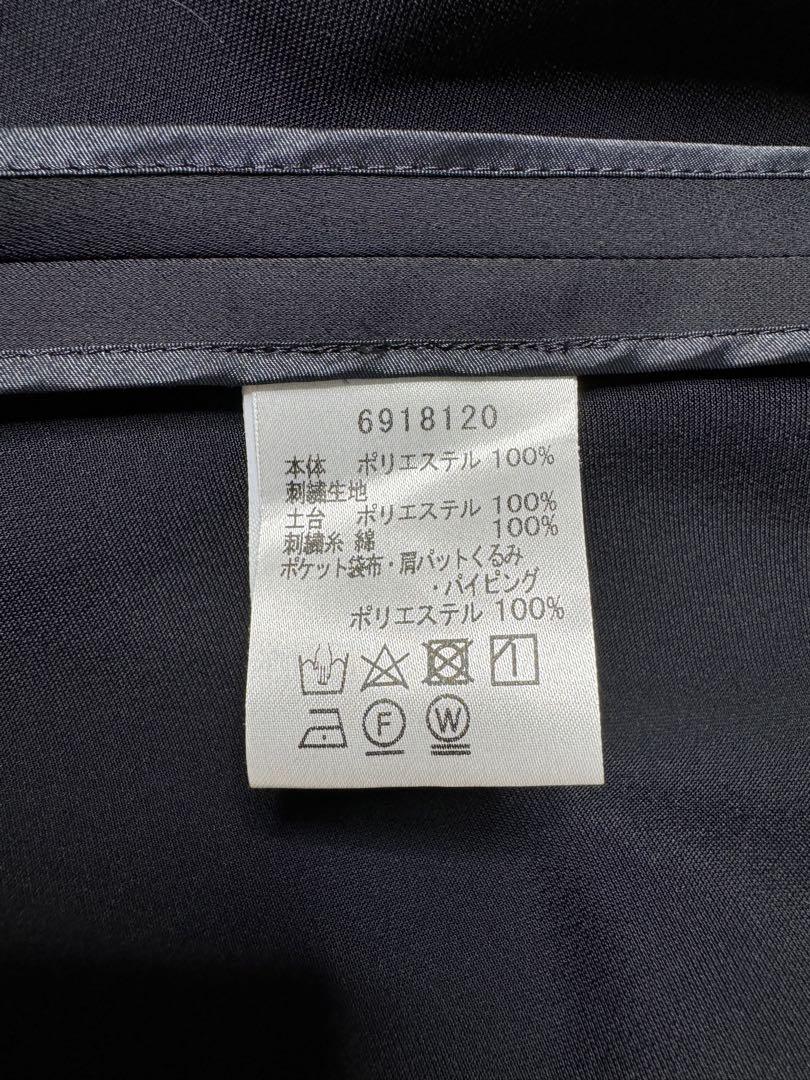 6918120
本体 ポリエステル 100%
刺繍生地
土台 ポリエステル 100%
刺繍糸 綿 100%
ポケット袋布・肩パットくるみ
・パイピング
ポリエステル 100%
F W